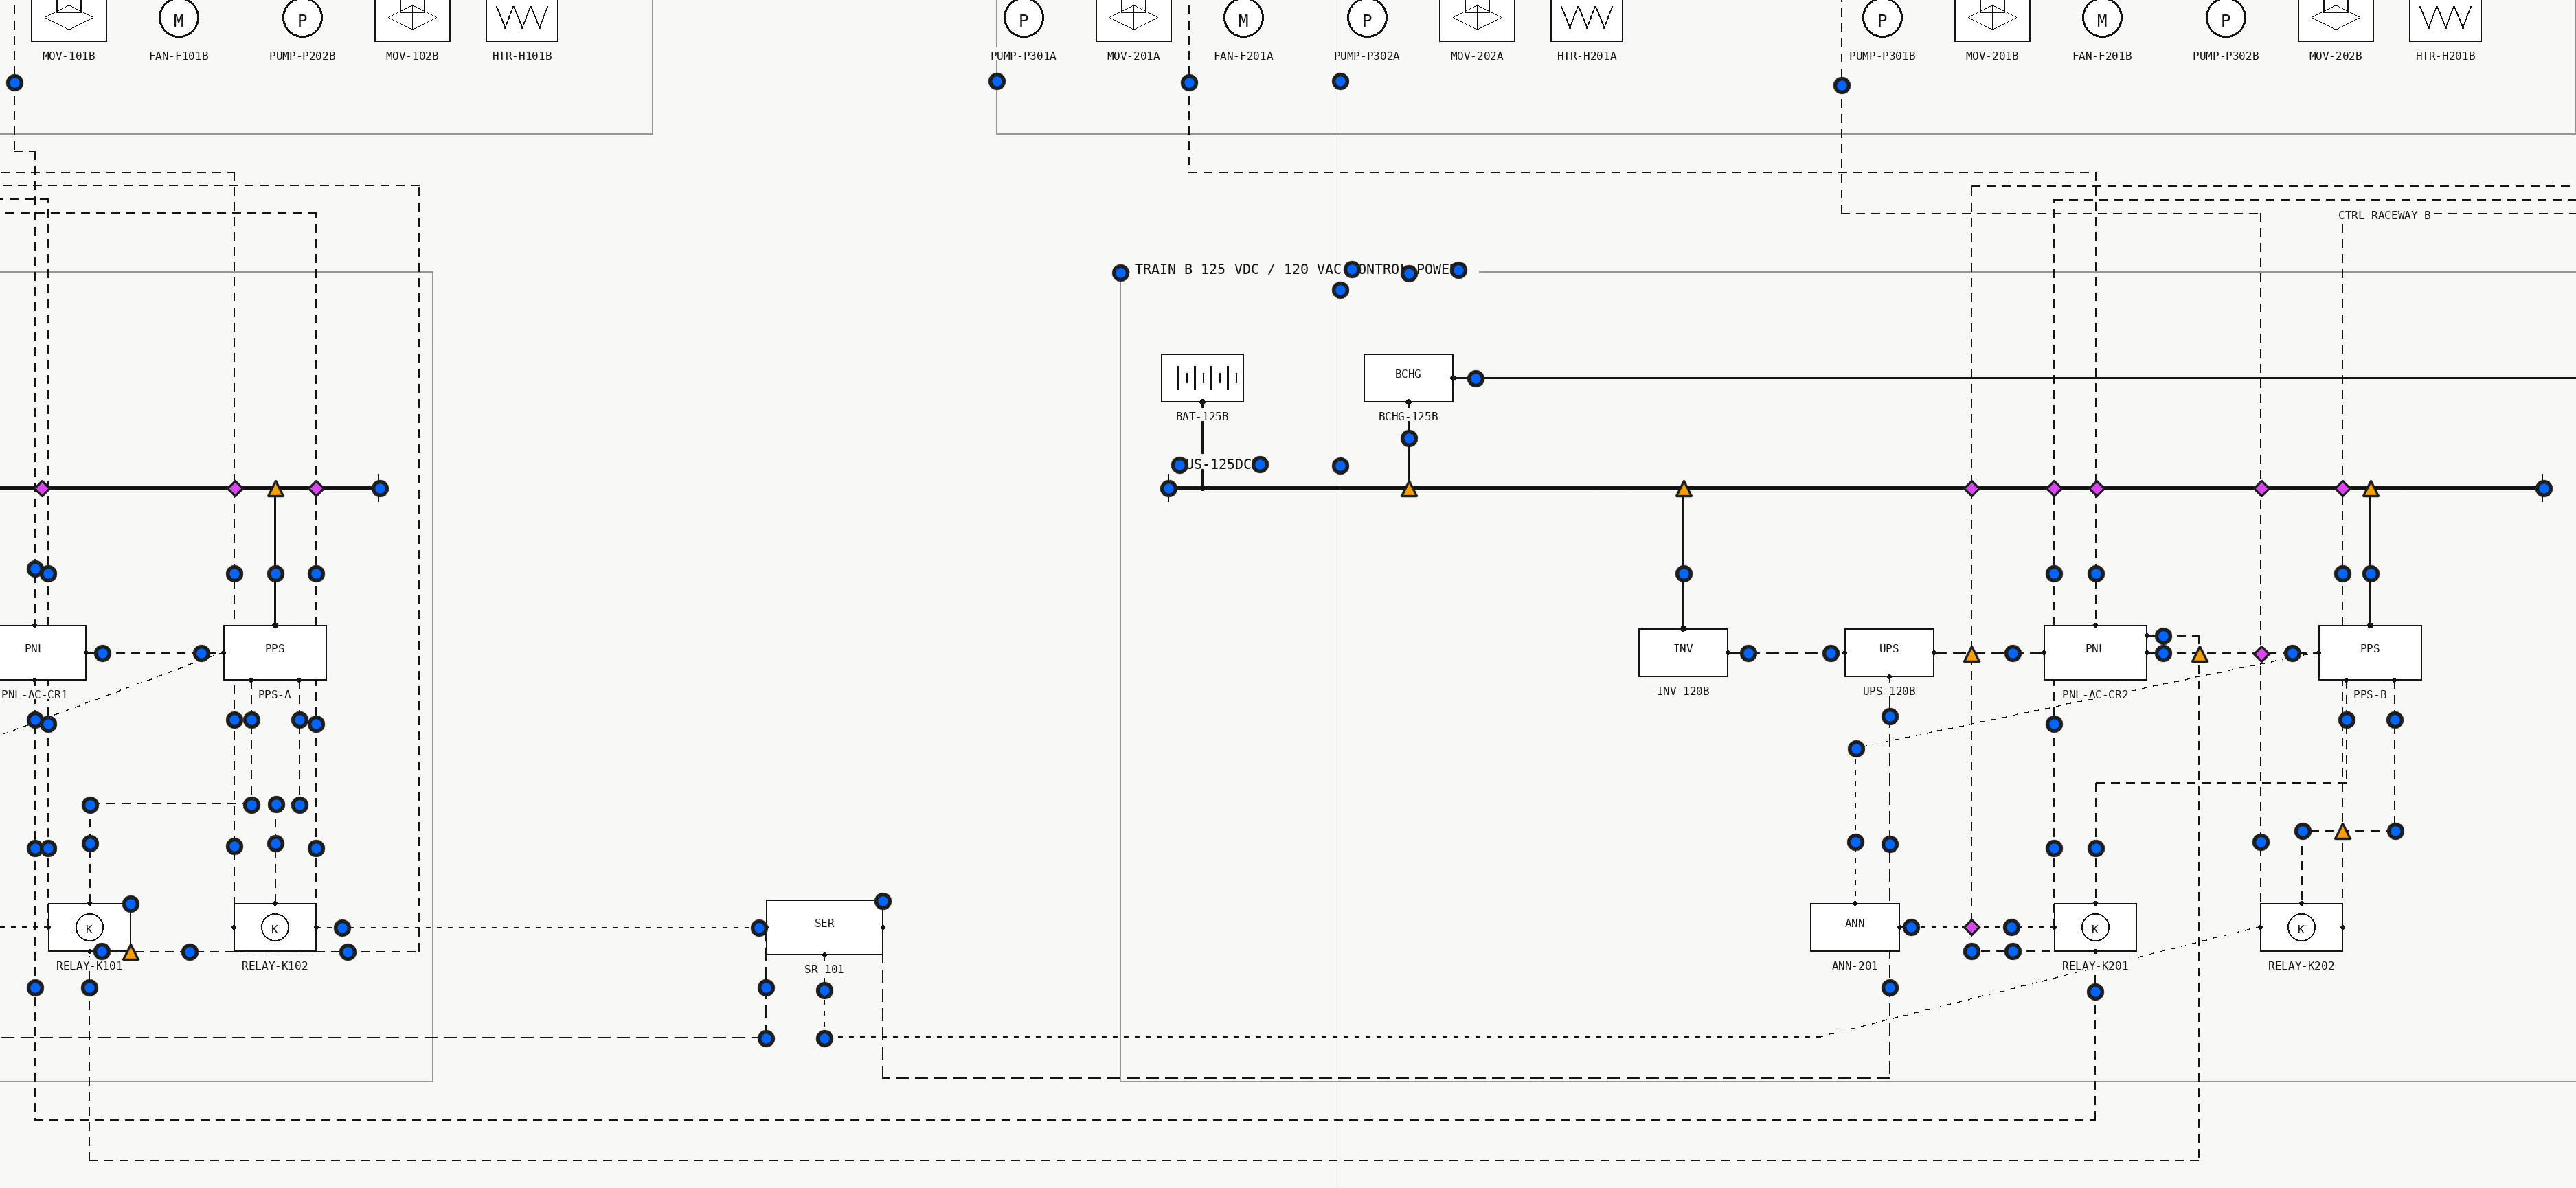 M
P
P
M
P
P
M
P
MOV-101B
FAN-F101B
PUMP-P202B
MOV-102B
HTR-H101B
PUMP-P301A
MOV-201A
FAN-F201A
PUMP-P302A
MOV-202A
HTR-H201A
PUMP-P301B
MOV-201B
FAN-F201B
PUMP-P302B
MOV-202B
HTR-H201B
CTRL RACEWAY B
TRAIN B 125 VDC / 120 VAC ONTROL POWE
BCHG
BAT-125B
BCHG-125B
US-125DC
PNL
PPS
INV
UPS
PNL
PPS
PNL-AC-CR1
PPS-A
INV-120B
UPS-120B
PNL-AC-CR2
PPS-B
K
K
SER
ANN
K
K
RELAY-K101
RELAY-K102
SR-101
ANN-201
RELAY-K201
RELAY-K202